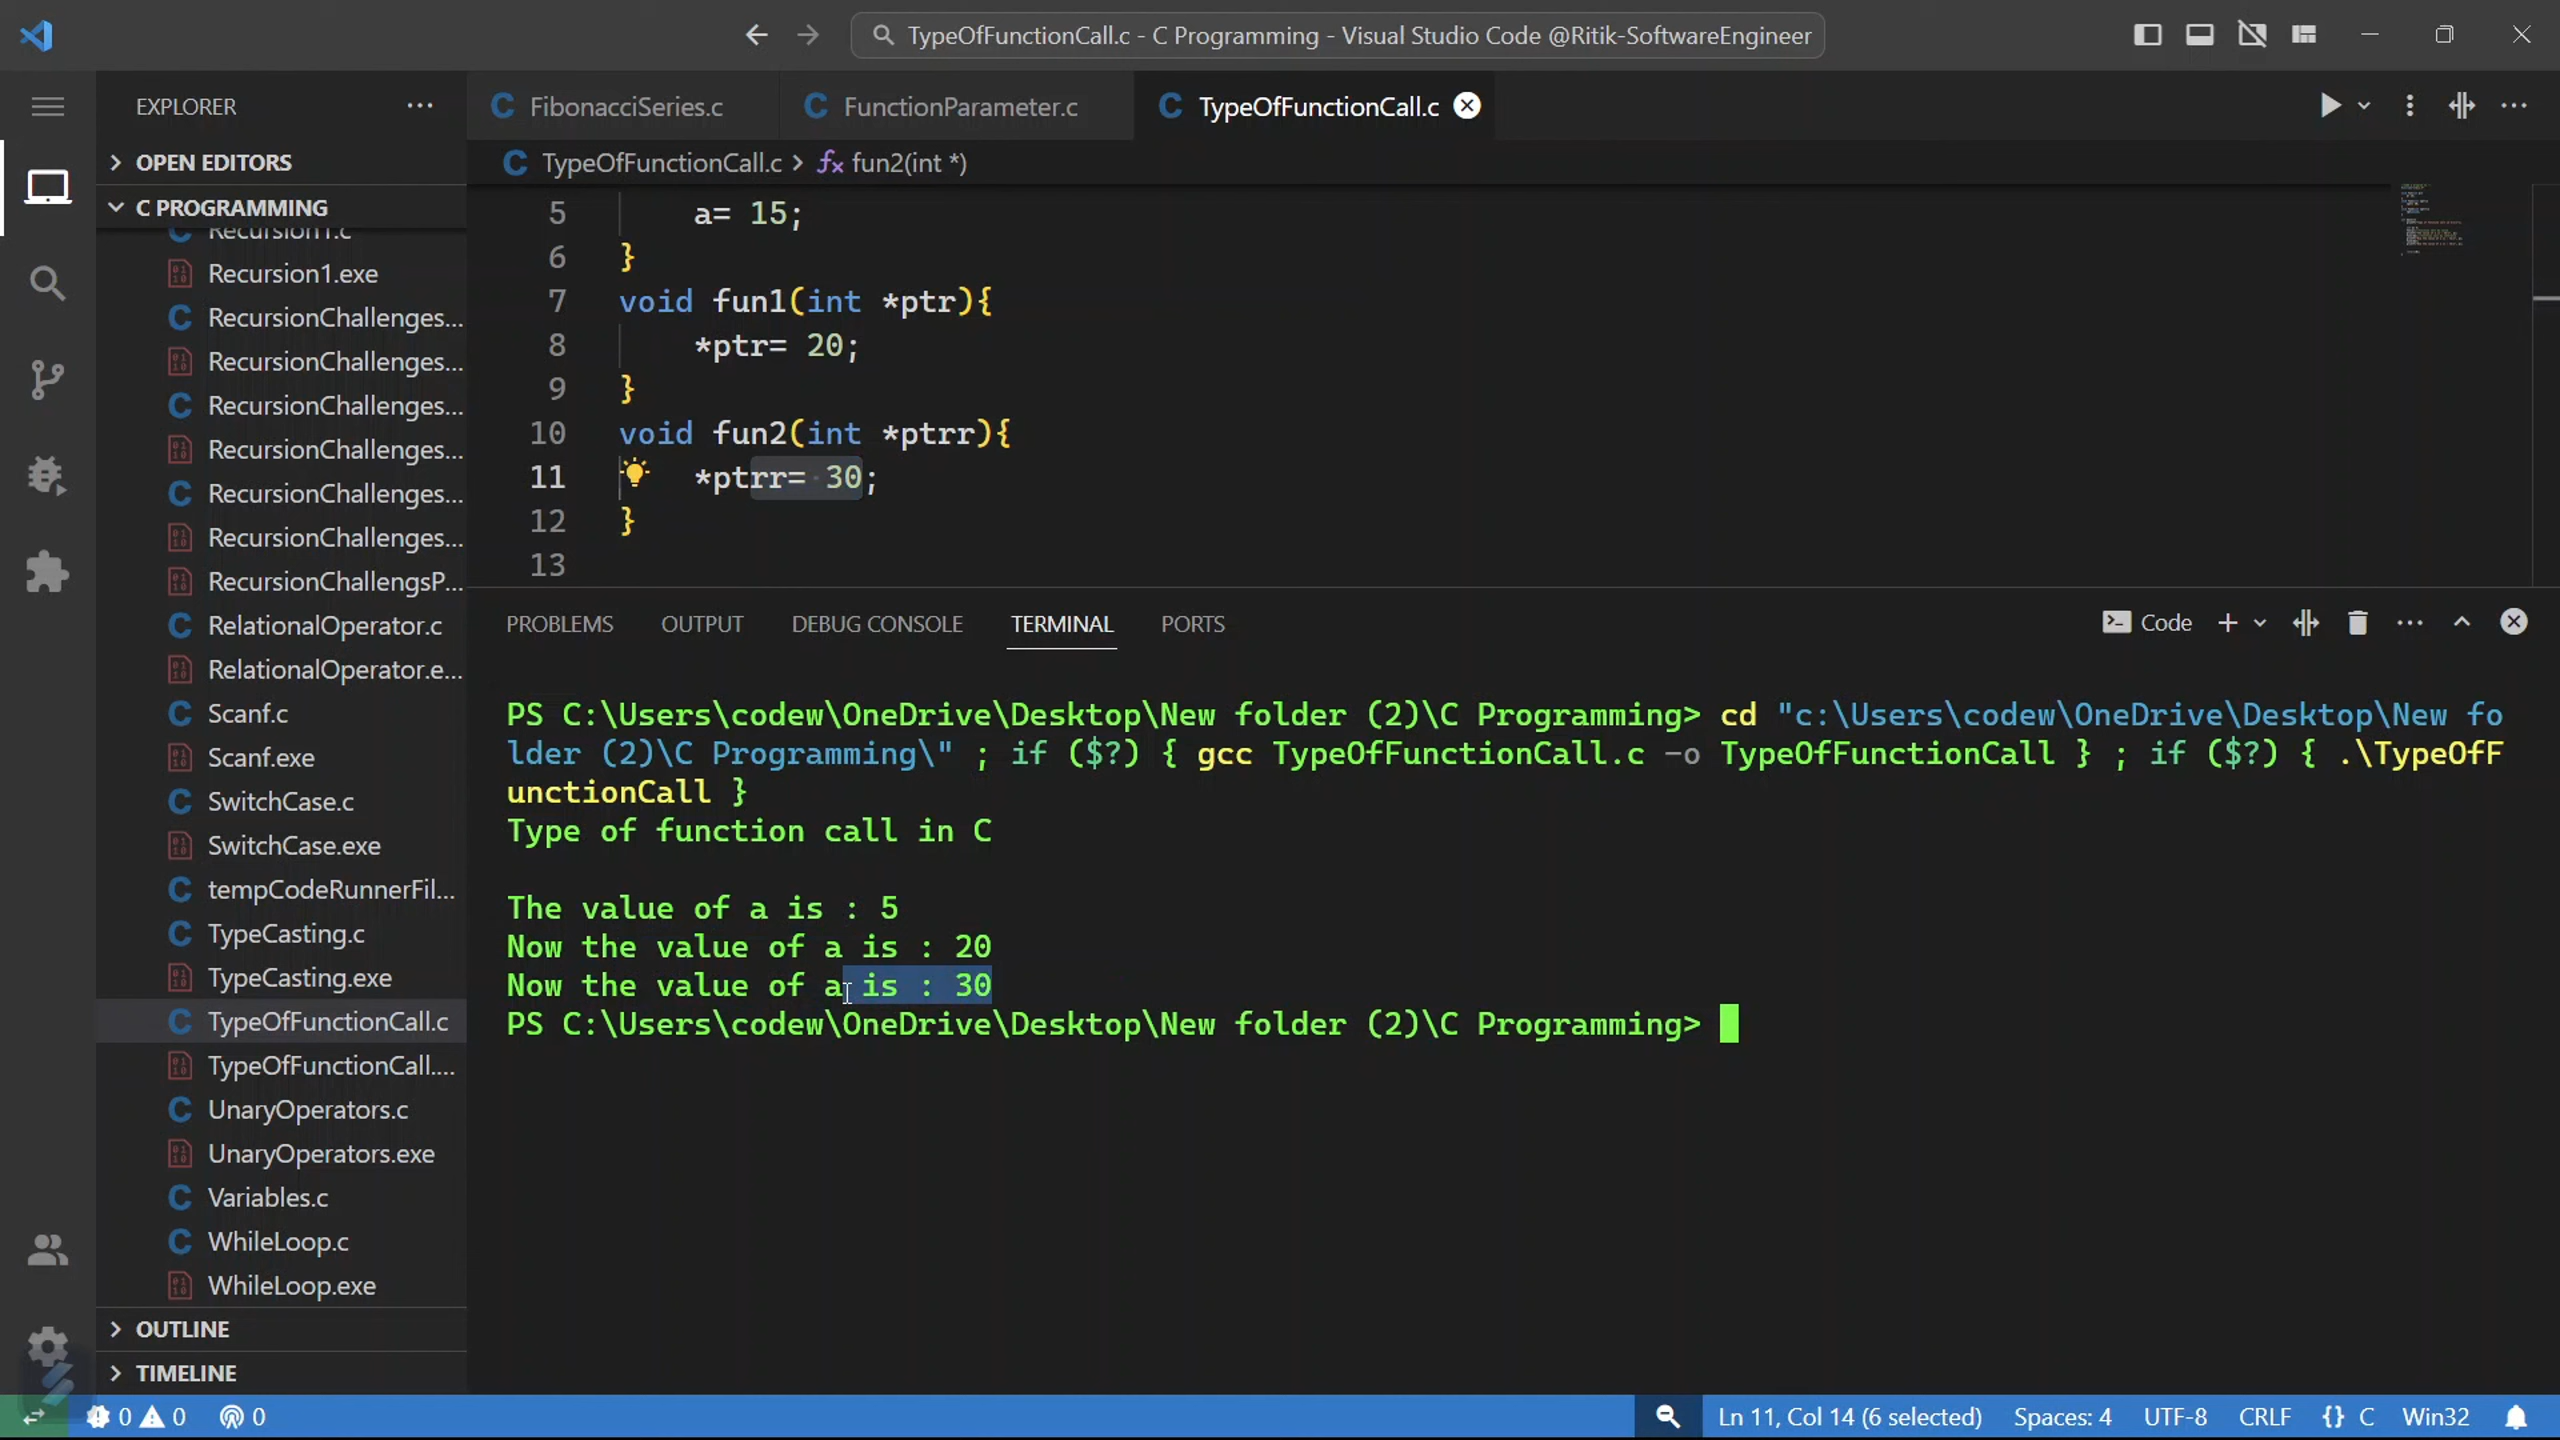 TypeOfFunctionCall.c - C Programming - Visual Studio Code @Ritik-SoftwareEngineer
EXPLORER
OPEN EDITORS
C PROGRAMMING
Recursion1.c
Recursion1.exe
RecursionChallenges...
RecursionChallenges...
RecursionChallenges...
RecursionChallenges...
RecursionChallenges...
RecursionChallenges...
RecursionChallengsP...
RelationalOperator.c
RelationalOperator.e...
Scanf.c
Scanf.exe
SwitchCase.c
SwitchCase.exe
tempCodeRunnerFil...
TypeCasting.c
TypeCasting.exe
TypeOfFunctionCall.c
TypeOfFunctionCall....
UnaryOperators.c
UnaryOperators.exe
Variables.c
WhileLoop.c
WhileLoop.exe
OUTLINE
TIMELINE
FibonacciSeries.c FunctionParameter.c TypeOfFunctionCall.c
TypeOfFunctionCall.c > fun2(int *)
5 a= 15;
6 }
7 void fun1(int *ptr){
8 *ptr= 20;
9 }
10 void fun2(int *ptrr){
11 *ptrr= 30;
12 }
13
PROBLEMS OUTPUT DEBUG CONSOLE TERMINAL PORTS Code
PS C:\Users\codew\OneDrive\Desktop\New folder (2)\C Programming> cd "c:\Users\codew\OneDrive\Desktop\New fo
lder (2)\C Programming\" ; if ($?) { gcc TypeOfFunctionCall.c -o TypeOfFunctionCall } ; if ($?) { .\TypeOfF
unctionCall }
Type of function call in C
The value of a is : 5
Now the value of a is : 20
Now the value of a is : 30
PS C:\Users\codew\OneDrive\Desktop\New folder (2)\C Programming>
0 0 0 Ln 11, Col 14 (6 selected) Spaces: 4 UTF-8 CRLF {} C Win32